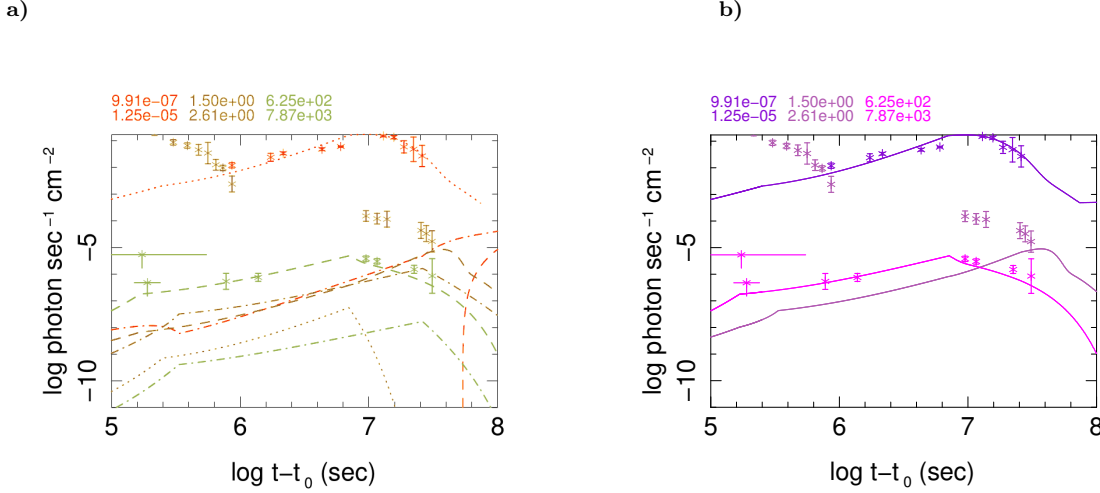 a)
9.91e−07 1.50e+00 6.25e+02
1.25e−05 2.61e+00 7.87e+03
log photon sec⁻¹ cm⁻²
−5
−10
5 6 7 8
log t−t₀ (sec)
b)
9.91e−07 1.50e+00 6.25e+02
1.25e−05 2.61e+00 7.87e+03
log photon sec⁻¹ cm⁻²
−5
−10
5 6 7 8
log t−t₀ (sec)